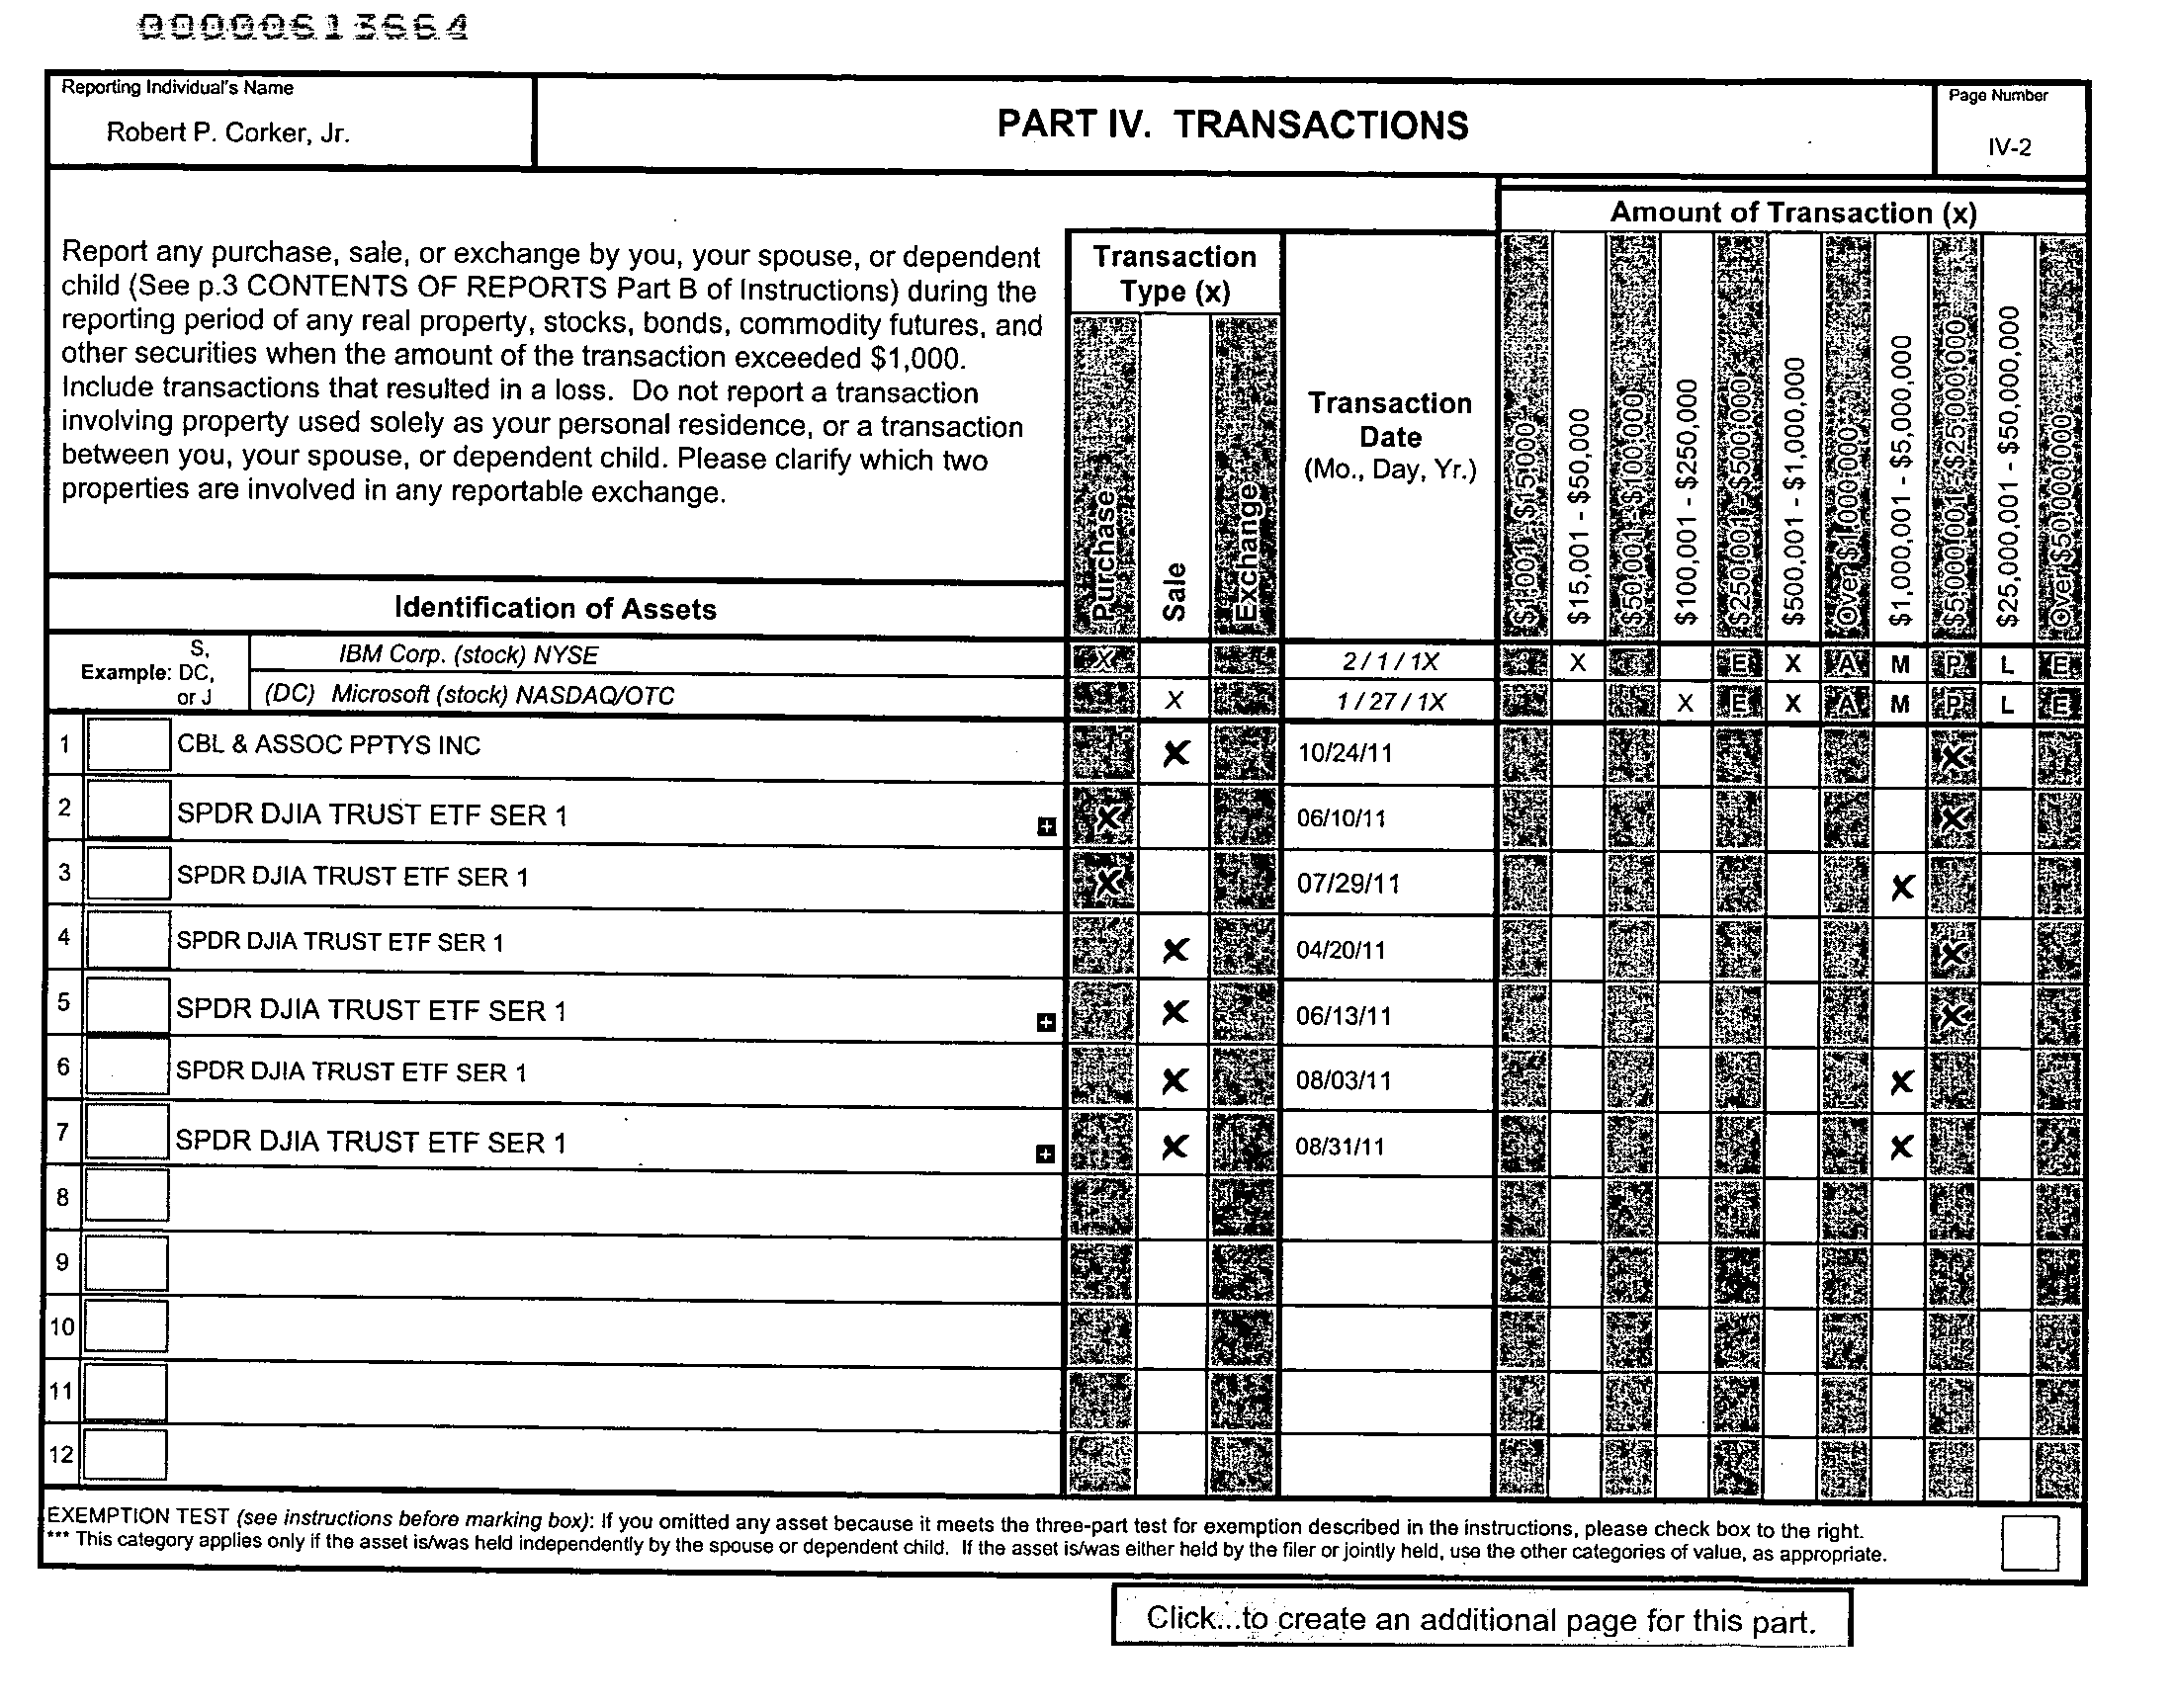 00000613664
Reporting Individual's Name
Robert P. Corker, Jr.
PART IV. TRANSACTIONS
Page Number
IV-2
Report any purchase, sale, or exchange by you, your spouse, or dependent
child (See p.3 CONTENTS OF REPORTS Part B of Instructions) during the
reporting period of any real property, stocks, bonds, commodity futures, and
other securities when the amount of the transaction exceeded $1,000.
Include transactions that resulted in a loss. Do not report a transaction
involving property used solely as your personal residence, or a transaction
between you, your spouse, or dependent child. Please clarify which two
properties are involved in any reportable exchange.
Identification of Assets
Transaction
Type (x)
Purchase
Sale
Exchange
Transaction
Date
(Mo., Day, Yr.)
Amount of Transaction (x)
$1,001 - $15,000
$15,001 - $50,000
$50,001 - $100,000
$100,001 - $250,000
$250,001 - $500,000
$500,001 - $1,000,000
Over $1,000,000***
$1,000,001 - $5,000,000
$5,000,001 - $25,000,000
$25,000,001 - $50,000,000
Over $50,000,000
Example: S, DC, or J
IBM Corp. (stock) NYSE X 2 / 1 / 1X X E X A M P L E
(DC) Microsoft (stock) NASDAQ/OTC X 1 / 27 / 1X X E X A M P L E
1 CBL & ASSOC PPTYS INC X 10/24/11 X
2 SPDR DJIA TRUST ETF SER 1 + X 06/10/11 X
3 SPDR DJIA TRUST ETF SER 1 X 07/29/11 X
4 SPDR DJIA TRUST ETF SER 1 X 04/20/11 X
5 SPDR DJIA TRUST ETF SER 1 + X 06/13/11 X
6 SPDR DJIA TRUST ETF SER 1 X 08/03/11 X
7 SPDR DJIA TRUST ETF SER 1 + X 08/31/11 X
8
9
10
11
12
EXEMPTION TEST (see instructions before marking box): If you omitted any asset because it meets the three-part test for exemption described in the instructions, please check box to the right.
*** This category applies only if the asset is/was held independently by the spouse or dependent child. If the asset is/was either held by the filer or jointly held, use the other categories of value, as appropriate.
Click...to create an additional page for this part.